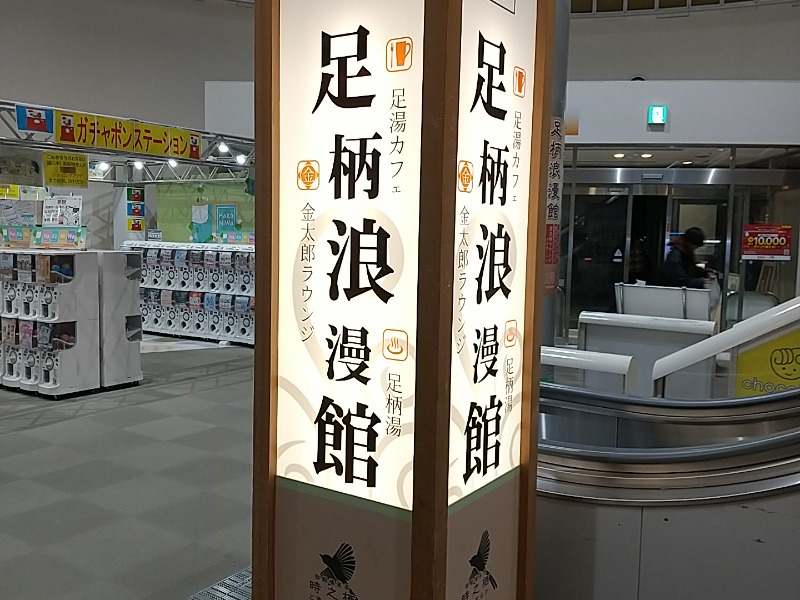 足柄浪漫館
足湯カフェ
金
金太郎ラウンジ
足柄湯
足柄浪漫館
足湯カフェ
金
金太郎ラウンジ
足柄湯
足柄浪漫館
ガチャポンステーション
¥10,000
choco